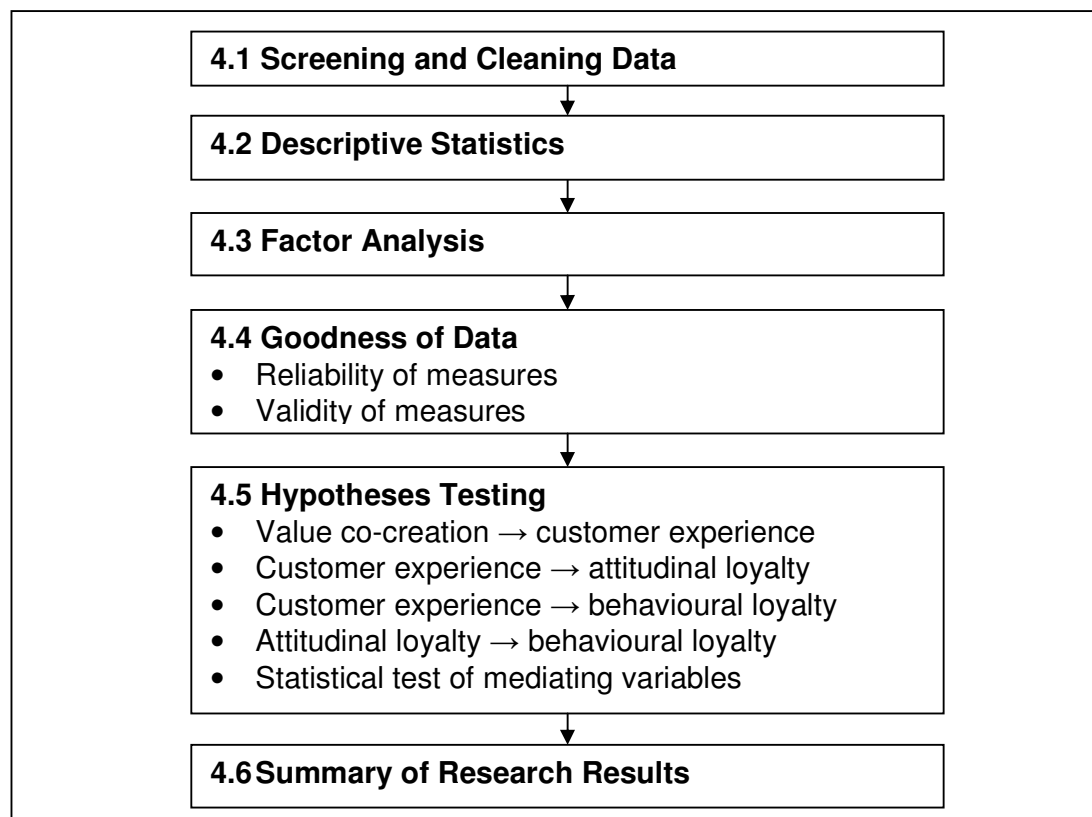 4.1 Screening and Cleaning Data
4.2 Descriptive Statistics
4.3 Factor Analysis
4.4 Goodness of Data
• Reliability of measures
• Validity of measures
4.5 Hypotheses Testing
• Value co-creation → customer experience
• Customer experience → attitudinal loyalty
• Customer experience → behavioural loyalty
• Attitudinal loyalty → behavioural loyalty
• Statistical test of mediating variables
4.6 Summary of Research Results